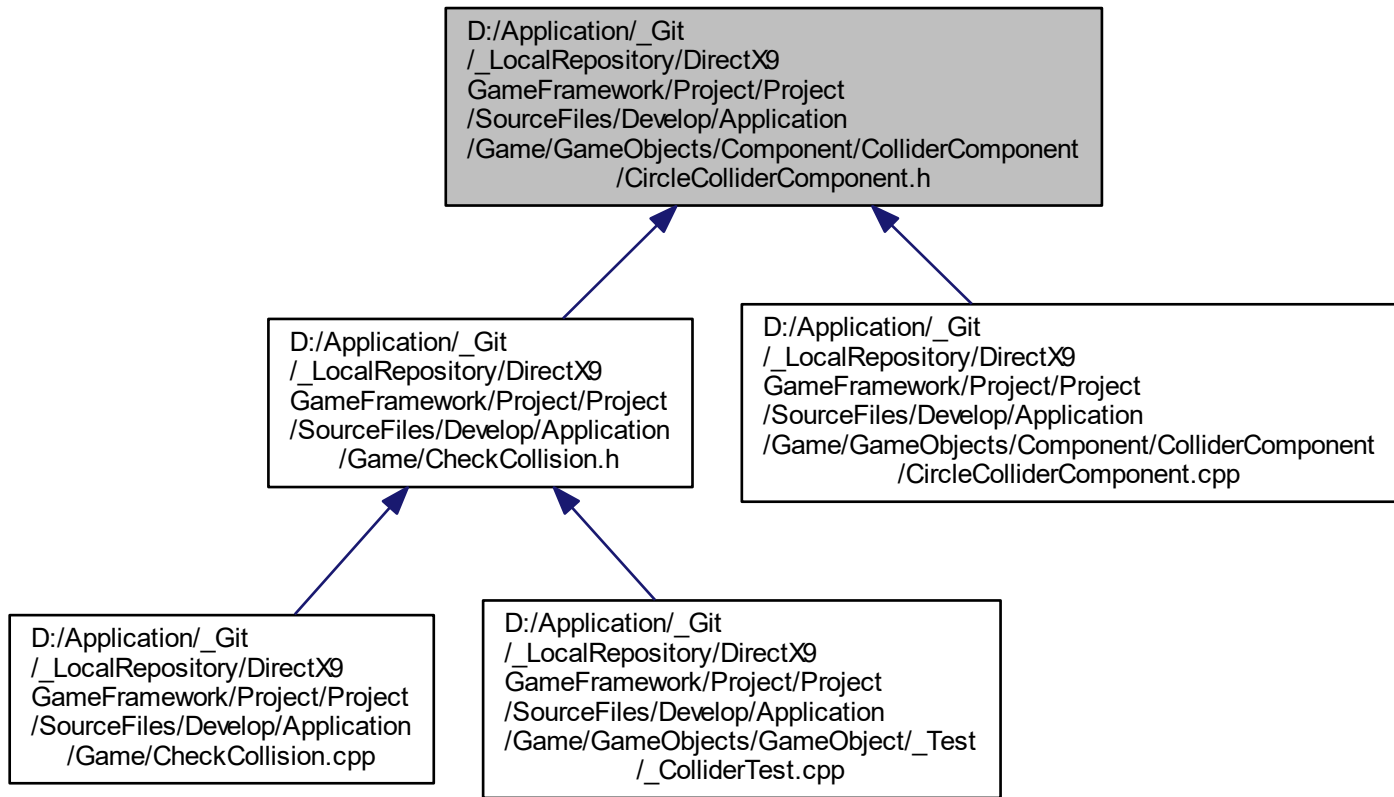 D:/Application/_Git
/_LocalRepository/DirectX9
GameFramework/Project/Project
/SourceFiles/Develop/Application
/Game/GameObjects/Component/ColliderComponent
/CircleColliderComponent.h
D:/Application/_Git
/_LocalRepository/DirectX9
GameFramework/Project/Project
/SourceFiles/Develop/Application
/Game/CheckCollision.h
D:/Application/_Git
/_LocalRepository/DirectX9
GameFramework/Project/Project
/SourceFiles/Develop/Application
/Game/GameObjects/Component/ColliderComponent
/CircleColliderComponent.cpp
D:/Application/_Git
/_LocalRepository/DirectX9
GameFramework/Project/Project
/SourceFiles/Develop/Application
/Game/CheckCollision.cpp
D:/Application/_Git
/_LocalRepository/DirectX9
GameFramework/Project/Project
/SourceFiles/Develop/Application
/Game/GameObjects/GameObject/_Test
/_ColliderTest.cpp